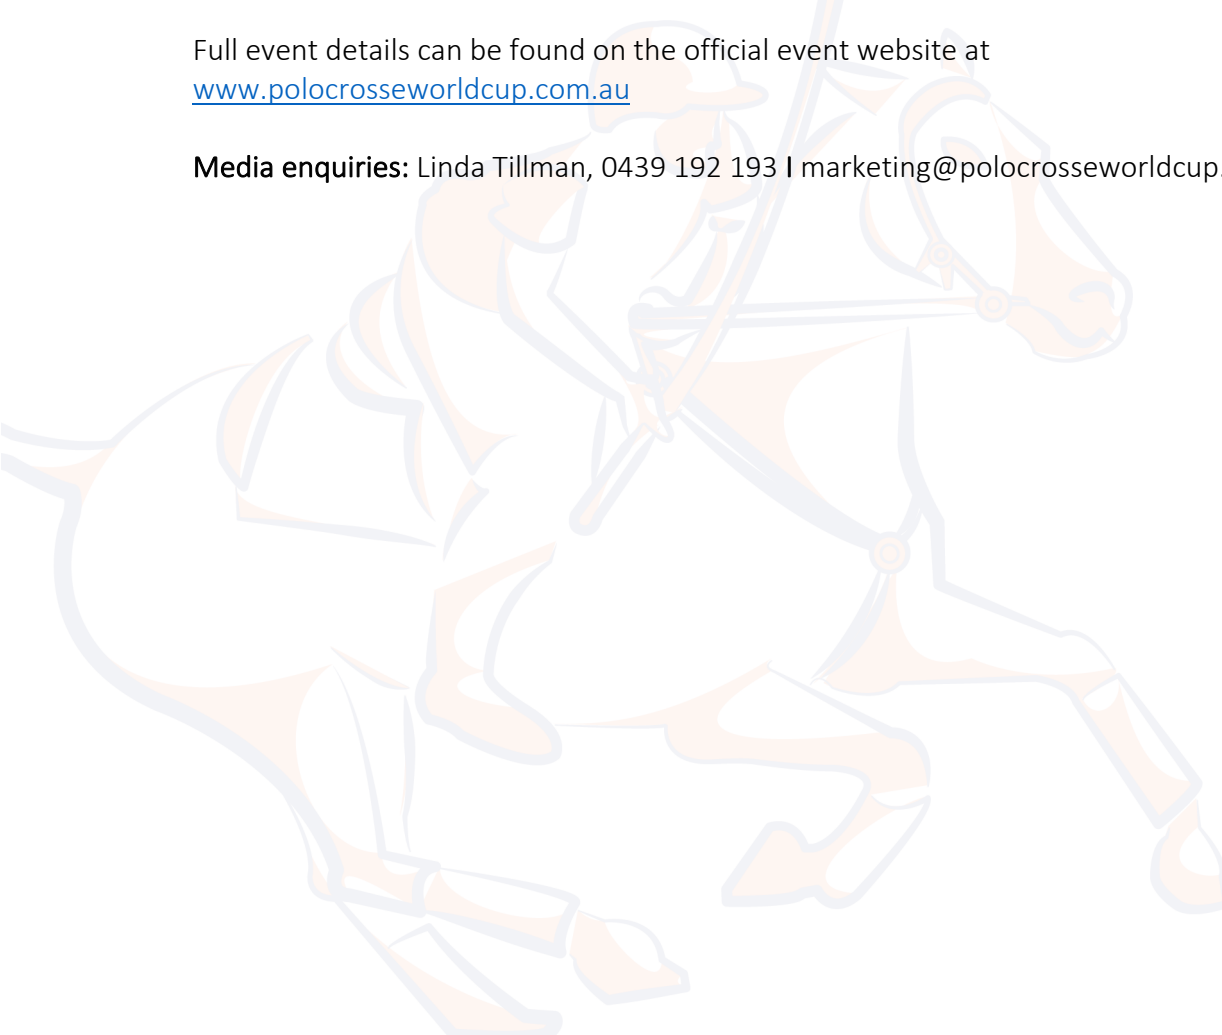 Full event details can be found on the official event website at
www.polocrosseworldcup.com.au
Media enquiries: Linda Tillman, 0439 192 193 I marketing@polocrosseworldcup.